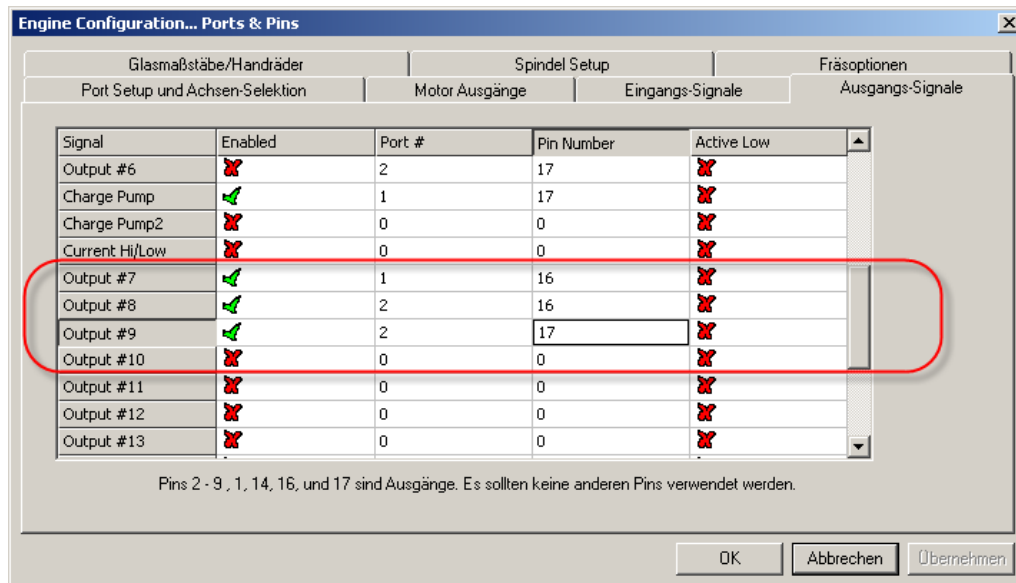 Engine Configuration... Ports & Pins
Glasmaßstäbe/Handräder Spindel Setup Fräsoptionen
Port Setup und Achsen-Selektion Motor Ausgänge Eingangs-Signale Ausgangs-Signale
Signal Enabled Port # Pin Number Active Low
Output #6 2 17
Charge Pump 1 17
Charge Pump2 0 0
Current Hi/Low 0 0
Output #7 1 16
Output #8 2 16
Output #9 2 17
Output #10 0 0
Output #11 0 0
Output #12 0 0
Output #13 0 0
Pins 2 - 9 , 1, 14, 16, und 17 sind Ausgänge. Es sollten keine anderen Pins verwendet werden.
OK Abbrechen Übernehmen